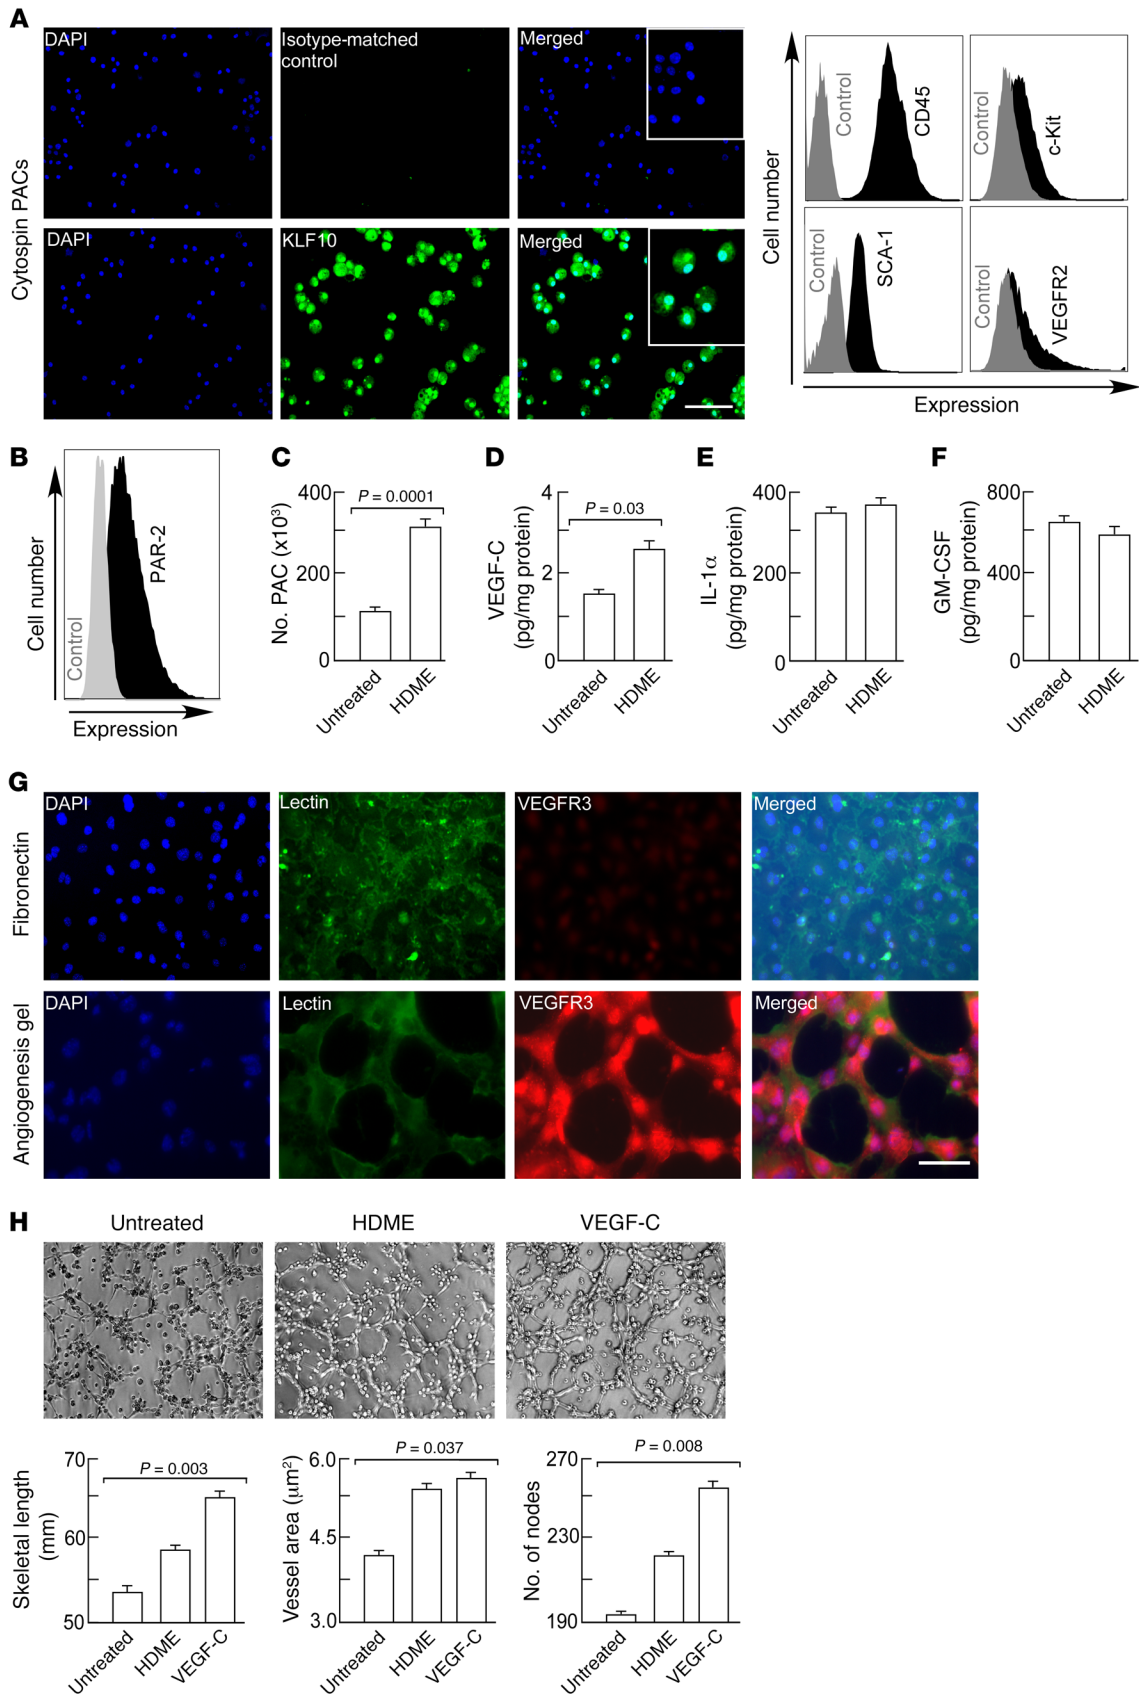 A
Cytospin PACs
DAPI
Isotype-matched
control
Merged
DAPI
KLF10
Merged
Cell number
Control
CD45
Control
c-Kit
Control
SCA-1
Control
VEGFR2
Expression
B
Cell number
Control
PAR-2
Expression
C
No. PAC (x10³)
400
200
0
P = 0.0001
Untreated
HDME
D
VEGF-C
(pg/mg protein)
4
2
0
P = 0.03
Untreated
HDME
E
IL-1α
(pg/mg protein)
400
200
0
Untreated
HDME
F
GM-CSF
(pg/mg protein)
800
400
0
Untreated
HDME
G
Fibronectin
DAPI
Lectin
VEGFR3
Merged
Angiogenesis gel
DAPI
Lectin
VEGFR3
Merged
H
Untreated
HDME
VEGF-C
Skeletal length
(mm)
70
60
50
P = 0.003
Untreated
HDME
VEGF-C
Vessel area (µm²)
6.0
4.5
3.0
P = 0.037
Untreated
HDME
VEGF-C
No. of nodes
270
230
190
P = 0.008
Untreated
HDME
VEGF-C